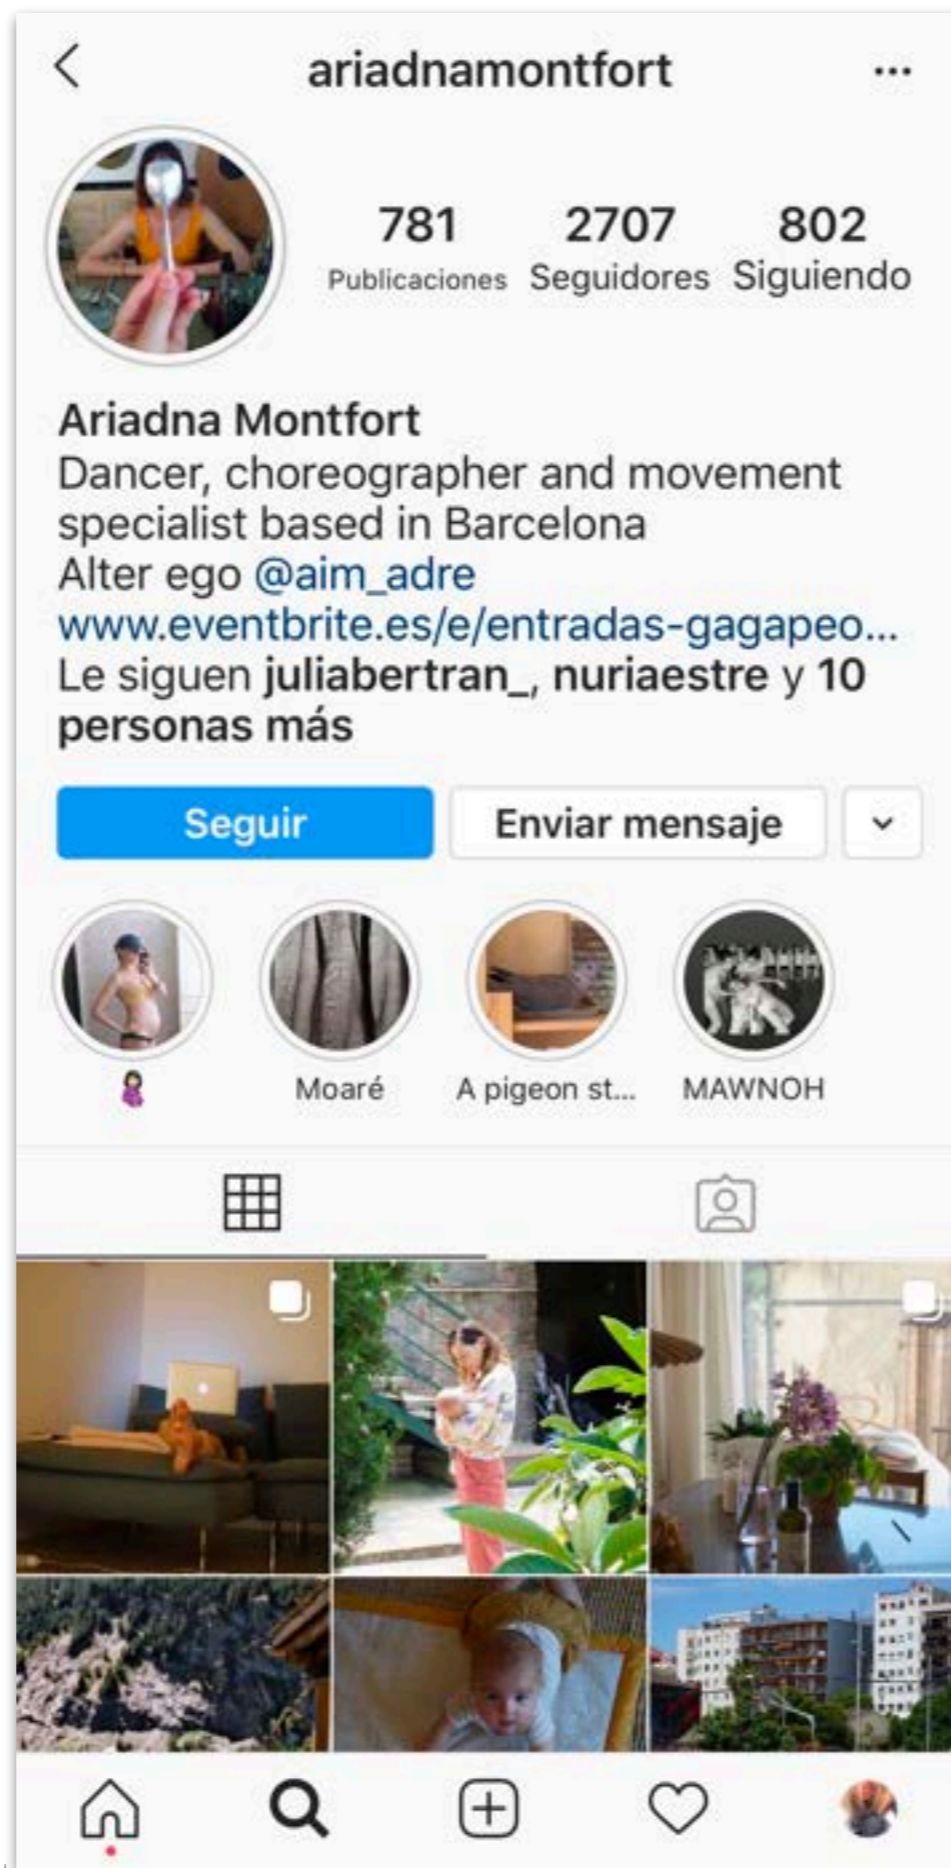 ariadnamontfort
781 2707 802
Publicaciones Seguidores Siguiendo
Ariadna Montfort
Dancer, choreographer and movement
specialist based in Barcelona
Alter ego @aim_adre
www.eventbrite.es/e/entradas-gagapeo...
Le siguen juliabertran_, nuriaestre y 10
personas más
Seguir Enviar mensaje
Moaré A pigeon st... MAWNOH